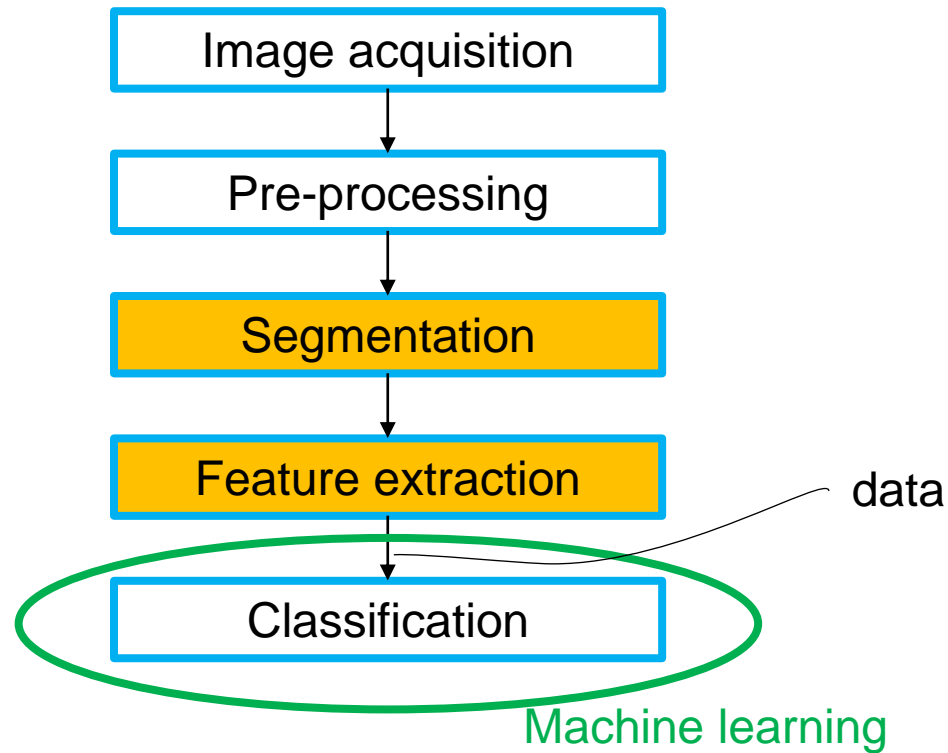 Image acquisition
Pre-processing
Segmentation
Feature extraction
data
Classification
Machine learning